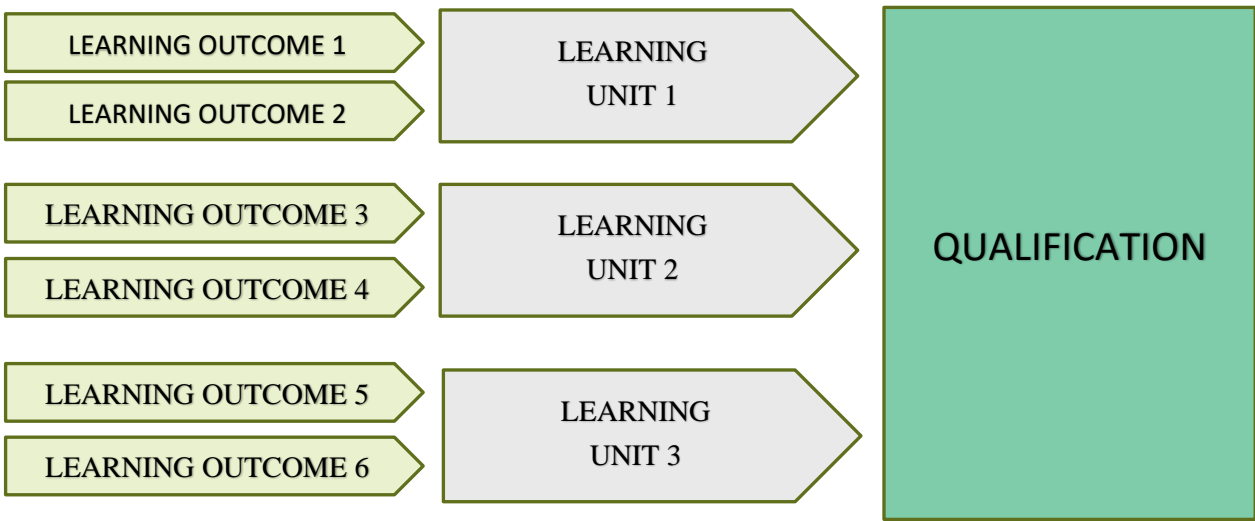 LEARNING OUTCOME 1
LEARNING OUTCOME 2
LEARNING
UNIT 1
LEARNING OUTCOME 3
LEARNING OUTCOME 4
LEARNING
UNIT 2
LEARNING OUTCOME 5
LEARNING OUTCOME 6
LEARNING
UNIT 3
QUALIFICATION